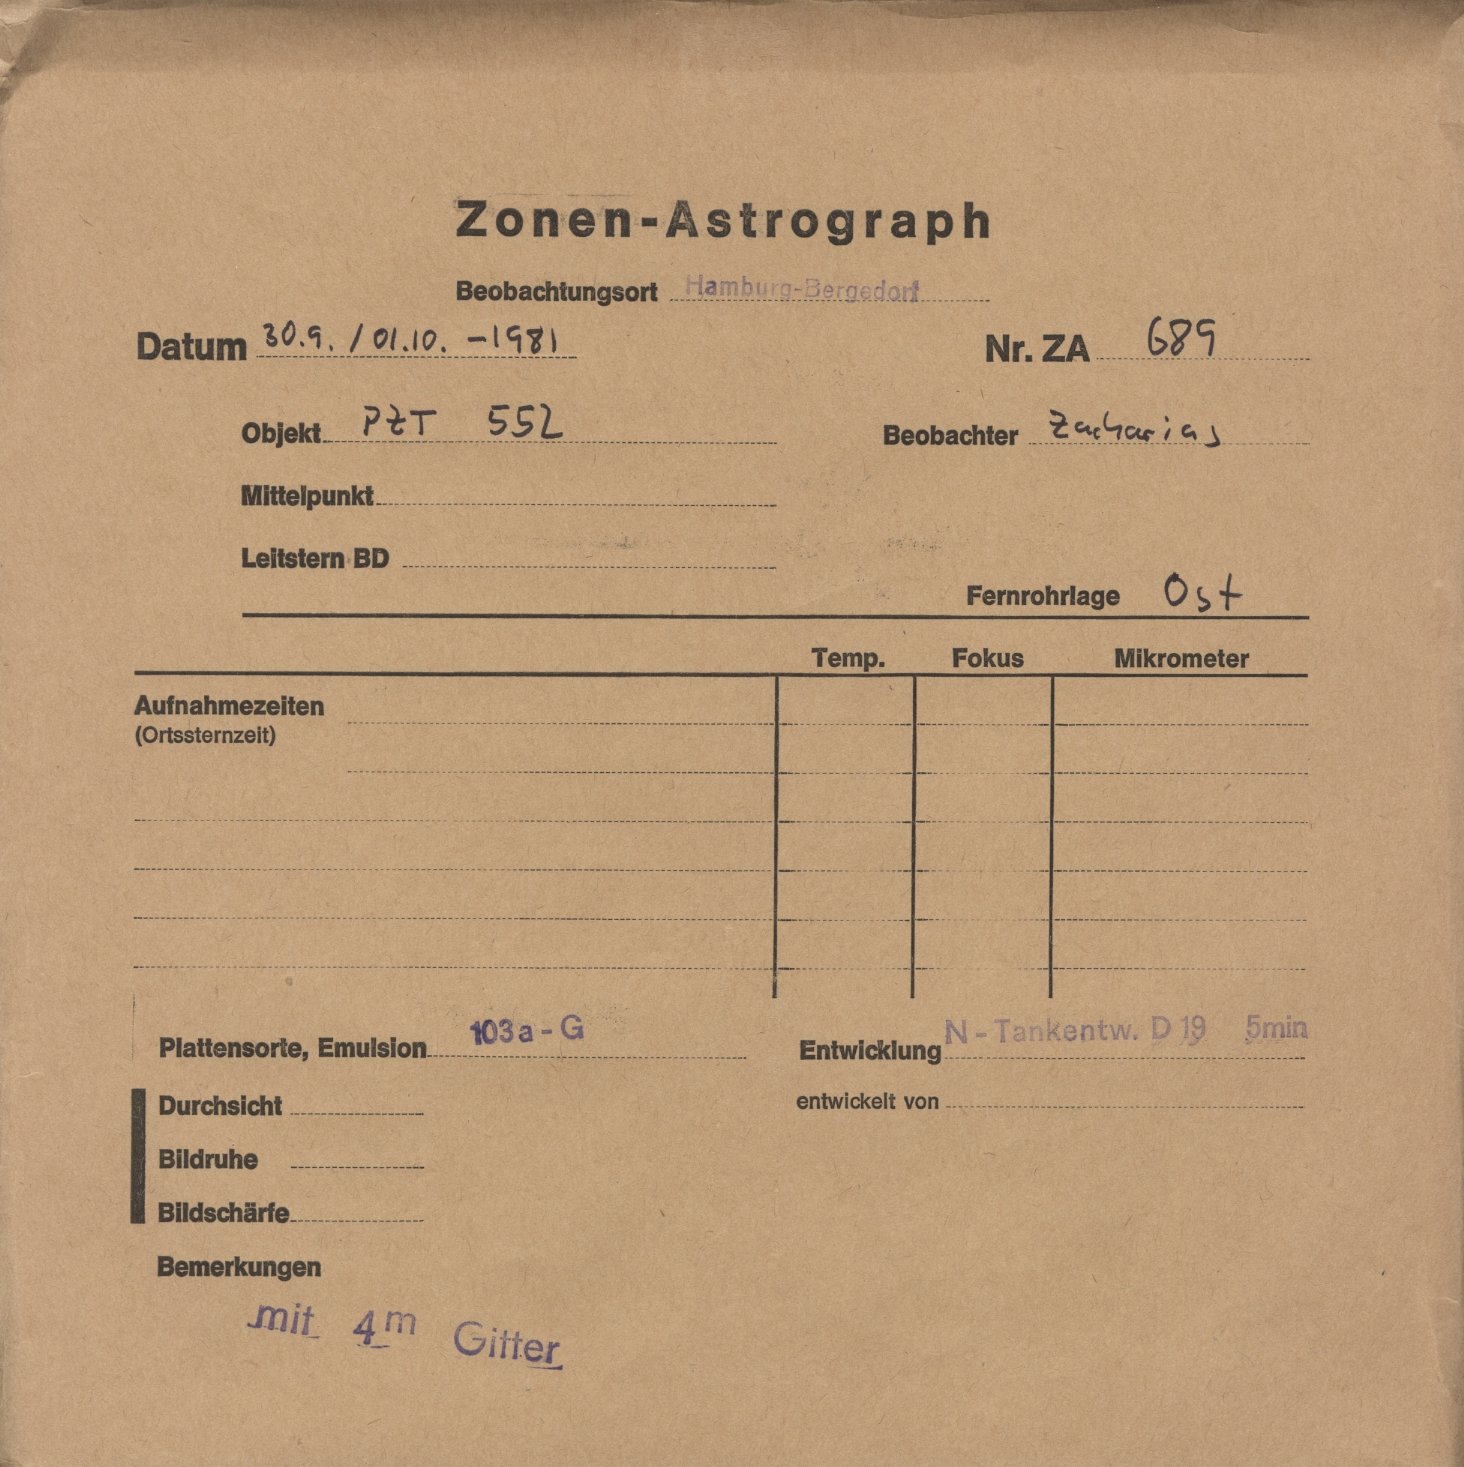 Zonen-Astrograph
Beobachtungsort Hamburg-Bergedorf
Datum 30.9. / 01.10. - 1981 Nr. ZA 689
Objekt PZT 552 Beobachter Zacharias
Mittelpunkt
Leitstern BD
Fernrohrlage Ost
Temp. Fokus Mikrometer
Aufnahmezeiten
(Ortssternzeit)
Plattensorte, Emulsion 103a-G Entwicklung N-Tankentw. D 19 5min
Durchsicht entwickelt von
Bildruhe
Bildschärfe
Bemerkungen
mit 4m Gitter